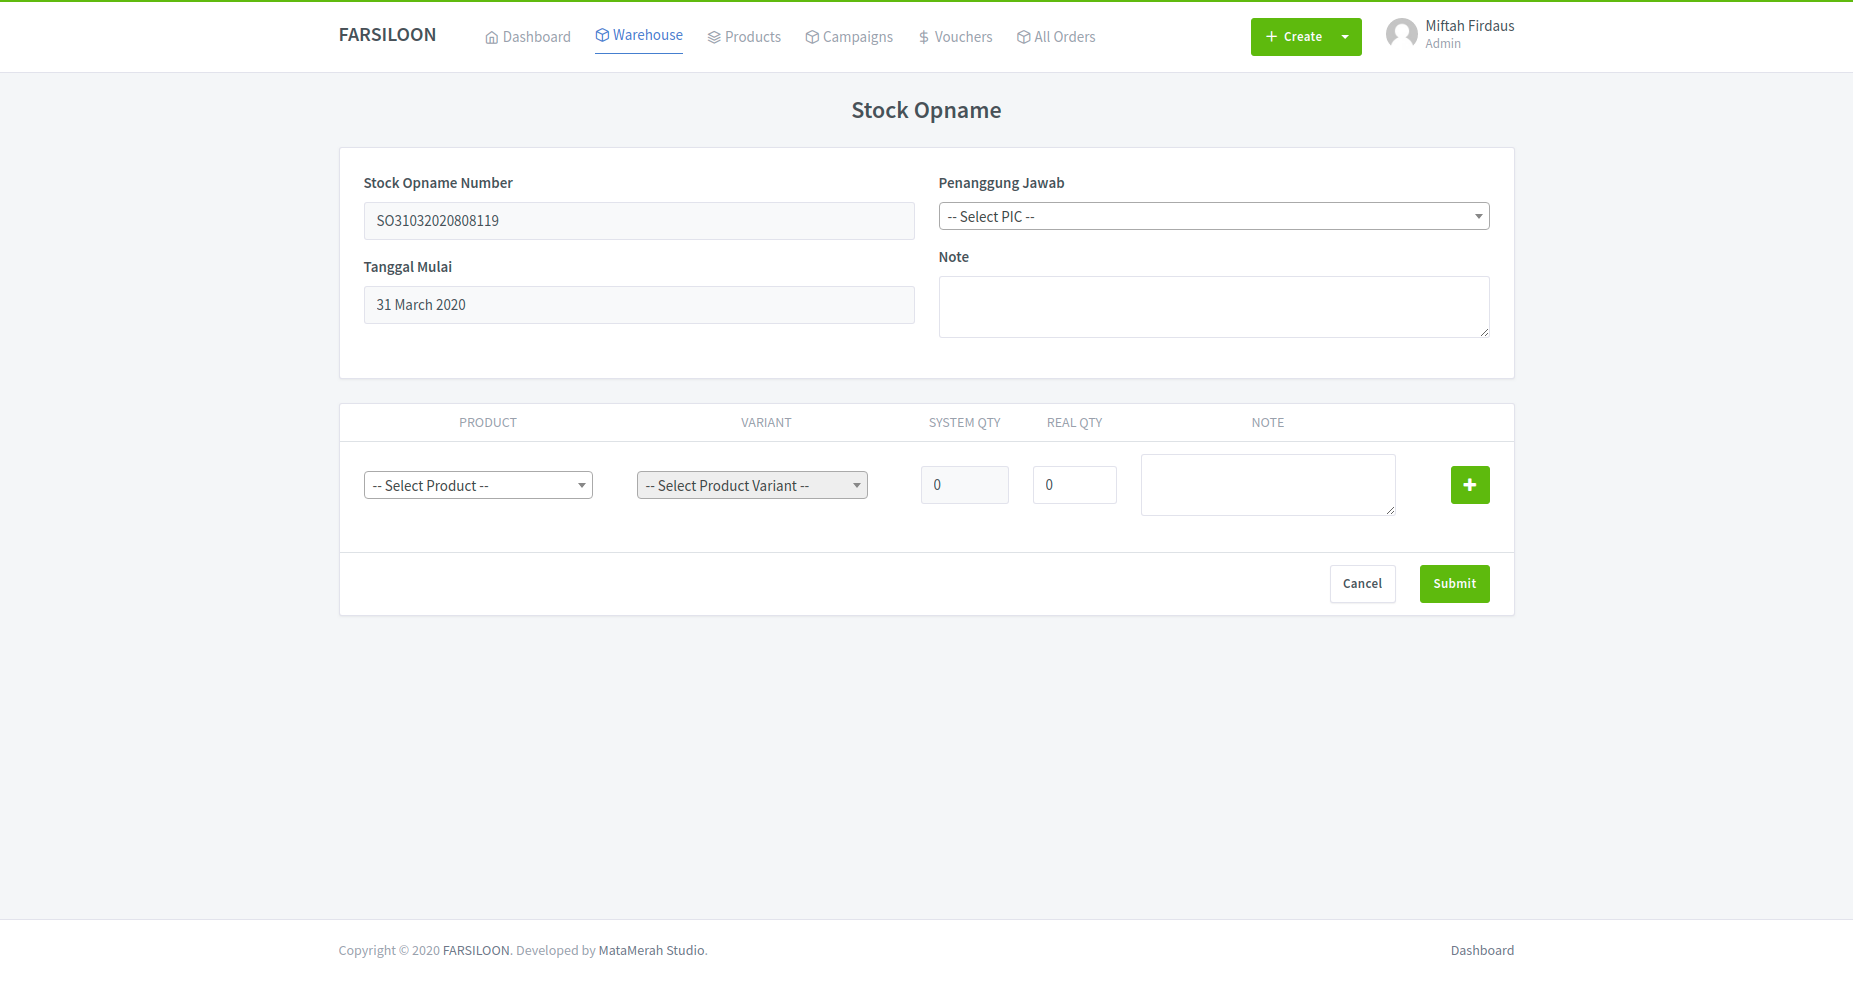 FARSILOON
Dashboard
Warehouse
Products
Campaigns
Vouchers
All Orders
Create
Miftah Firdaus
Admin
Stock Opname
Stock Opname Number
SO31032020808119
Tanggal Mulai
31 March 2020
Penanggung Jawab
-- Select PIC --
Note
PRODUCT VARIANT SYSTEM QTY REAL QTY NOTE
-- Select Product -- -- Select Product Variant -- 0 0
Cancel Submit
Copyright © 2020 FARSILOON. Developed by MataMerah Studio.
Dashboard